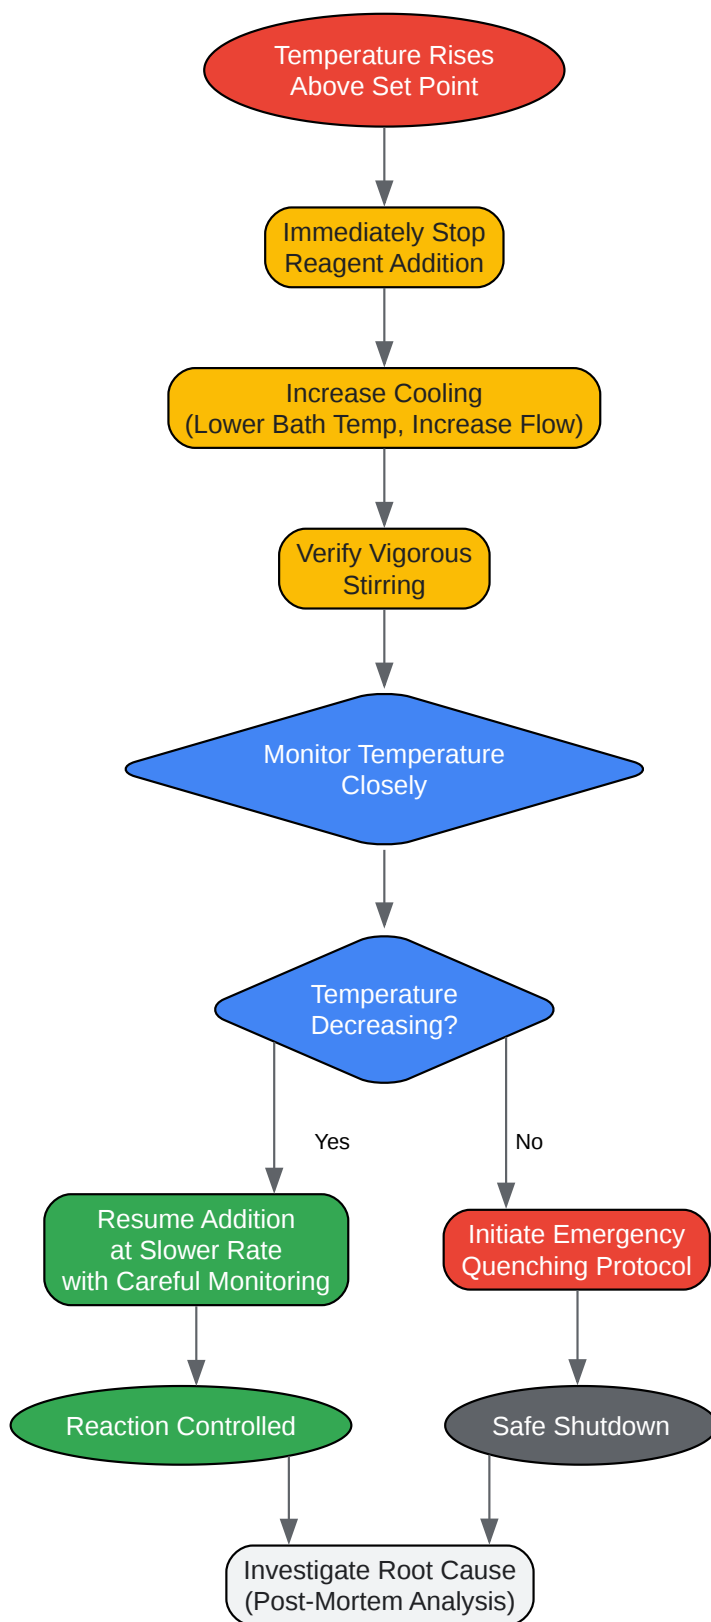 Temperature Rises
Above Set Point
Immediately Stop
Reagent Addition
Increase Cooling
(Lower Bath Temp, Increase Flow)
Verify Vigorous
Stirring
Monitor Temperature
Closely
Temperature
Decreasing?
Yes
No
Resume Addition
at Slower Rate
with Careful Monitoring
Initiate Emergency
Quenching Protocol
Reaction Controlled
Safe Shutdown
Investigate Root Cause
(Post-Mortem Analysis)